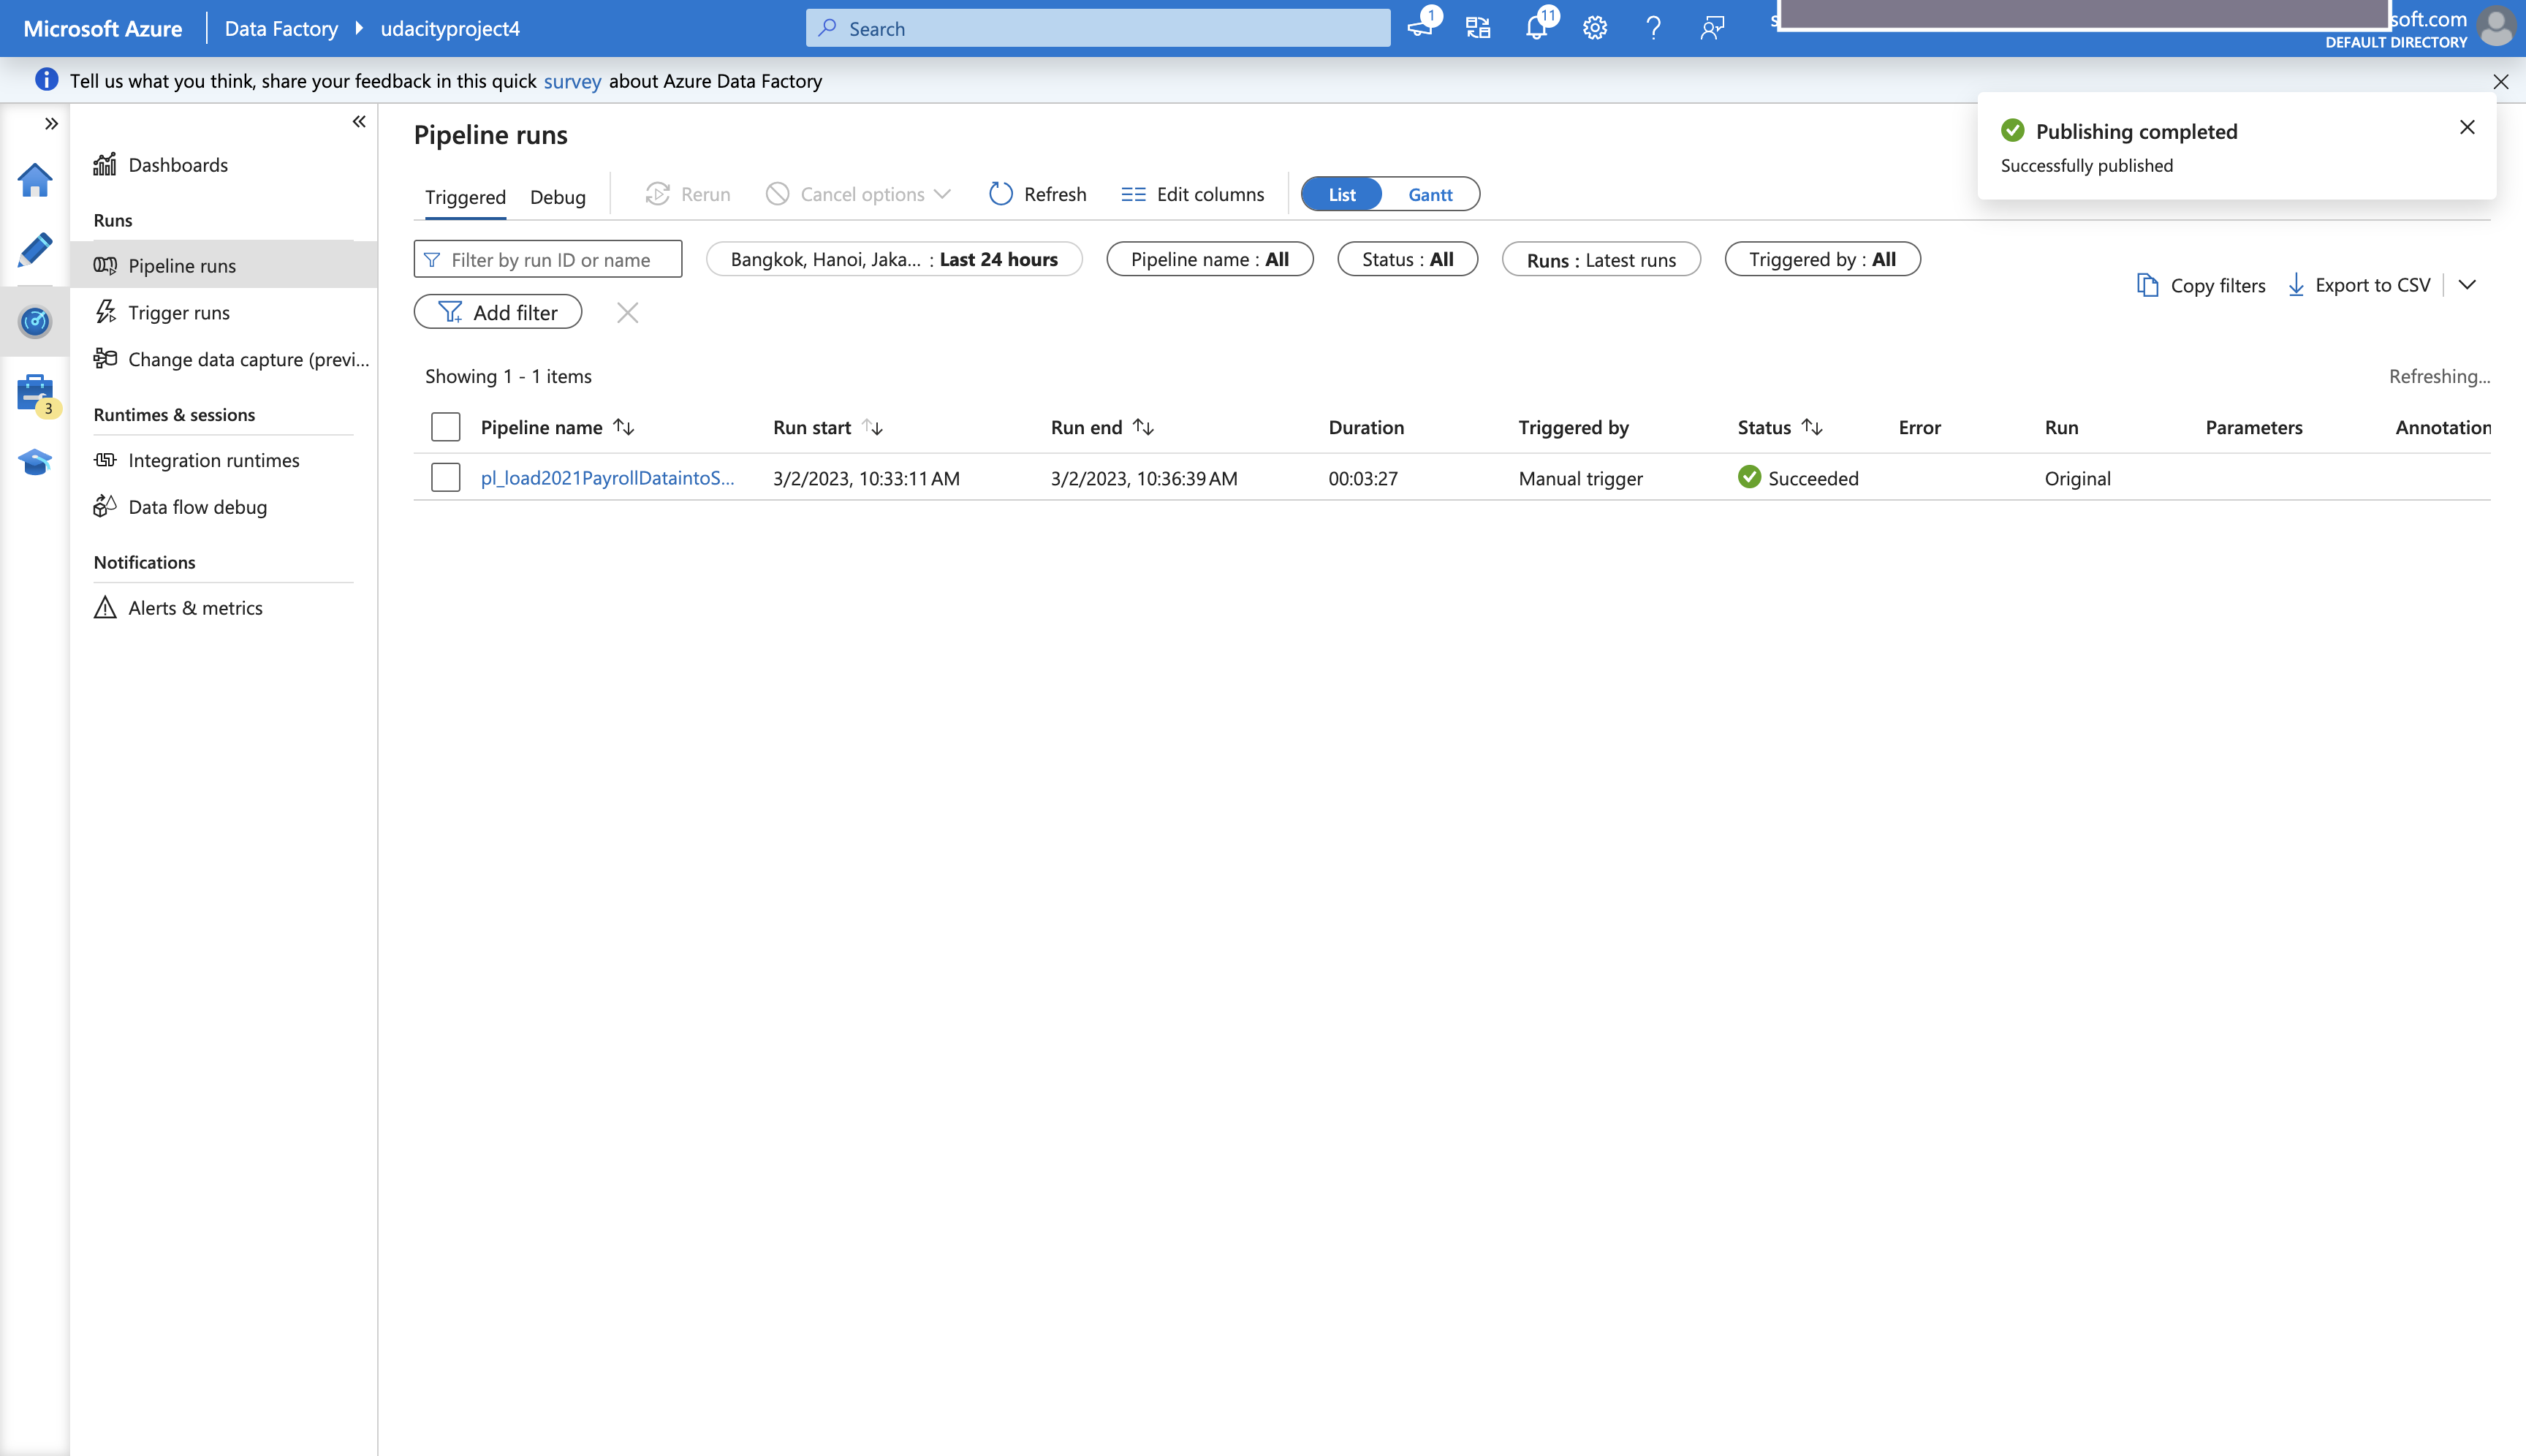 Microsoft Azure
Data Factory
udacityproject4
Search
1
11
soft.com
DEFAULT DIRECTORY
Tell us what you think, share your feedback in this quick survey about Azure Data Factory
Publishing completed
Successfully published
Dashboards
Runs
Pipeline runs
Trigger runs
Change data capture (previ...
Runtimes & sessions
Integration runtimes
Data flow debug
Notifications
Alerts & metrics
3
Pipeline runs
Triggered Debug Rerun Cancel options Refresh Edit columns List Gantt
Filter by run ID or name Bangkok, Hanoi, Jaka... : Last 24 hours Pipeline name : All Status : All Runs : Latest runs Triggered by : All
Add filter
Copy filters Export to CSV
Showing 1 - 1 items
Refreshing...
Pipeline name Run start Run end Duration Triggered by Status Error Run Parameters Annotation
pl_load2021PayrollDataintoS... 3/2/2023, 10:33:11 AM 3/2/2023, 10:36:39 AM 00:03:27 Manual trigger Succeeded Original